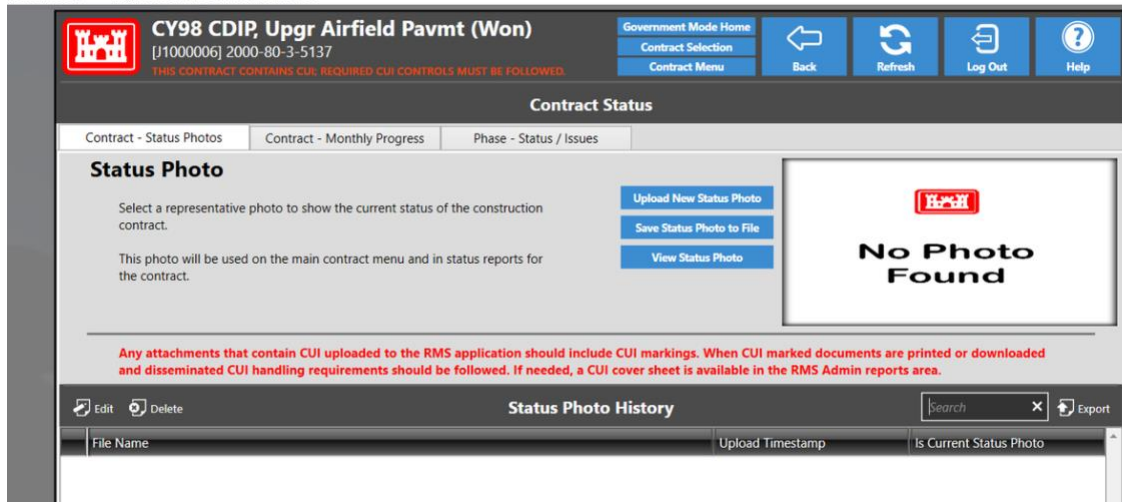 CY98 CDIP, Upgr Airfield Pavmt (Won)
[J1000006] 2000-80-3-5137
THIS CONTRACT CONTAINS CUI; REQUIRED CUI CONTROLS MUST BE FOLLOWED.
Government Mode Home
Contract Selection
Contract Menu
Back
Refresh
Log Out
Help
Contract Status
Contract - Status Photos
Contract - Monthly Progress
Phase - Status / Issues
Status Photo
Select a representative photo to show the current status of the construction
contract.
This photo will be used on the main contract menu and in status reports for
the contract.
Upload New Status Photo
Save Status Photo to File
View Status Photo
No Photo
Found
Any attachments that contain CUI uploaded to the RMS application should include CUI markings. When CUI marked documents are printed or downloaded
and disseminated CUI handling requirements should be followed. If needed, a CUI cover sheet is available in the RMS Admin reports area.
Edit
Delete
Status Photo History
Search
Export
File Name
Upload Timestamp
Is Current Status Photo